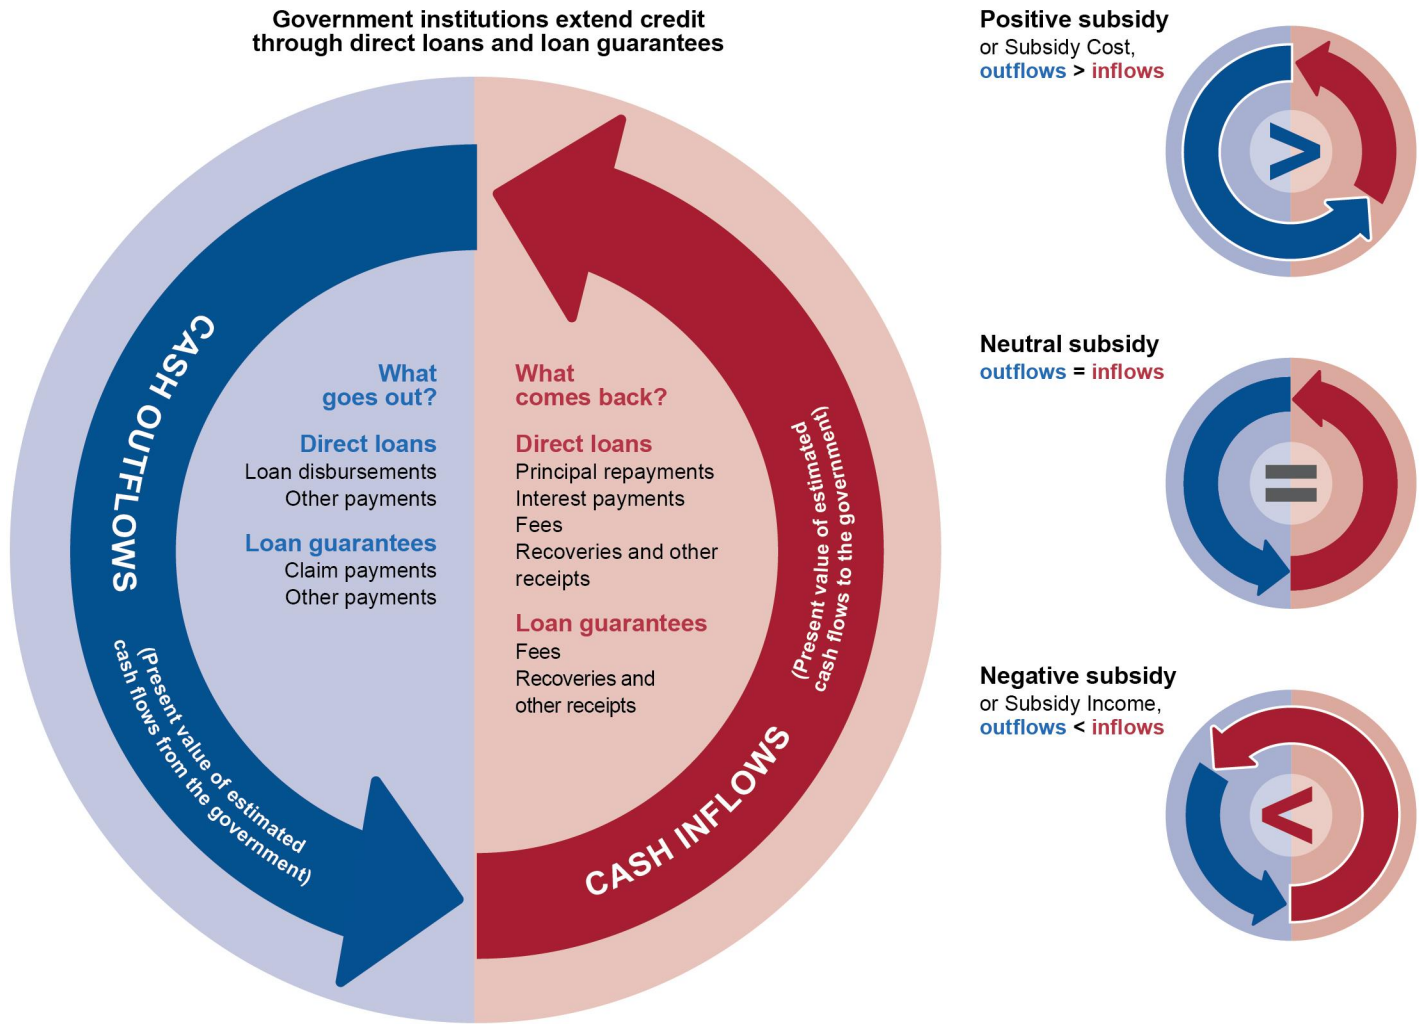 Government institutions extend credit
through direct loans and loan guarantees
CASH OUTFLOWS
(Present value of estimated
cash flows from the government)
What
goes out?
Direct loans
Loan disbursements
Other payments
Loan guarantees
Claim payments
Other payments
What
comes back?
Direct loans
Principal repayments
Interest payments
Fees
Recoveries and other
receipts
Loan guarantees
Fees
Recoveries and
other receipts
CASH INFLOWS
(Present value of estimated
cash flows to the government)
Positive subsidy
or Subsidy Cost,
outflows > inflows
>
Neutral subsidy
outflows = inflows
=
Negative subsidy
or Subsidy Income,
outflows < inflows
<